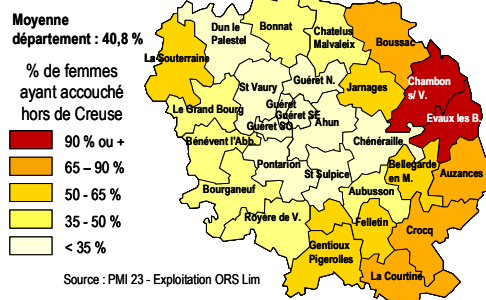 Moyenne
département : 40,8 %
% de femmes
ayant accouché
hors de Creuse
90 % ou +
65 – 90 %
50 - 65 %
35 - 50 %
< 35 %
Source : PMI 23 - Exploitation ORS Lim
Dun le
Palestel
Bonnat
Chatelus
Malvaleix
Boussac
La Souterraine
St Vaury
Guéret N.
Jarnages
Chambon
s/ V.
Le Grand Bourg
Guéret
Guéret SE
Guéret SO
Ahun
Evaux les B.
Bénévent l'Abb.
Chénéraille
Pontarion
St Sulpice
Bellegarde
en M.
Auzances
Bourganeuf
Aubusson
Royère de V.
Felletin
Crocq
Gentioux
Pigerolles
La Courtine